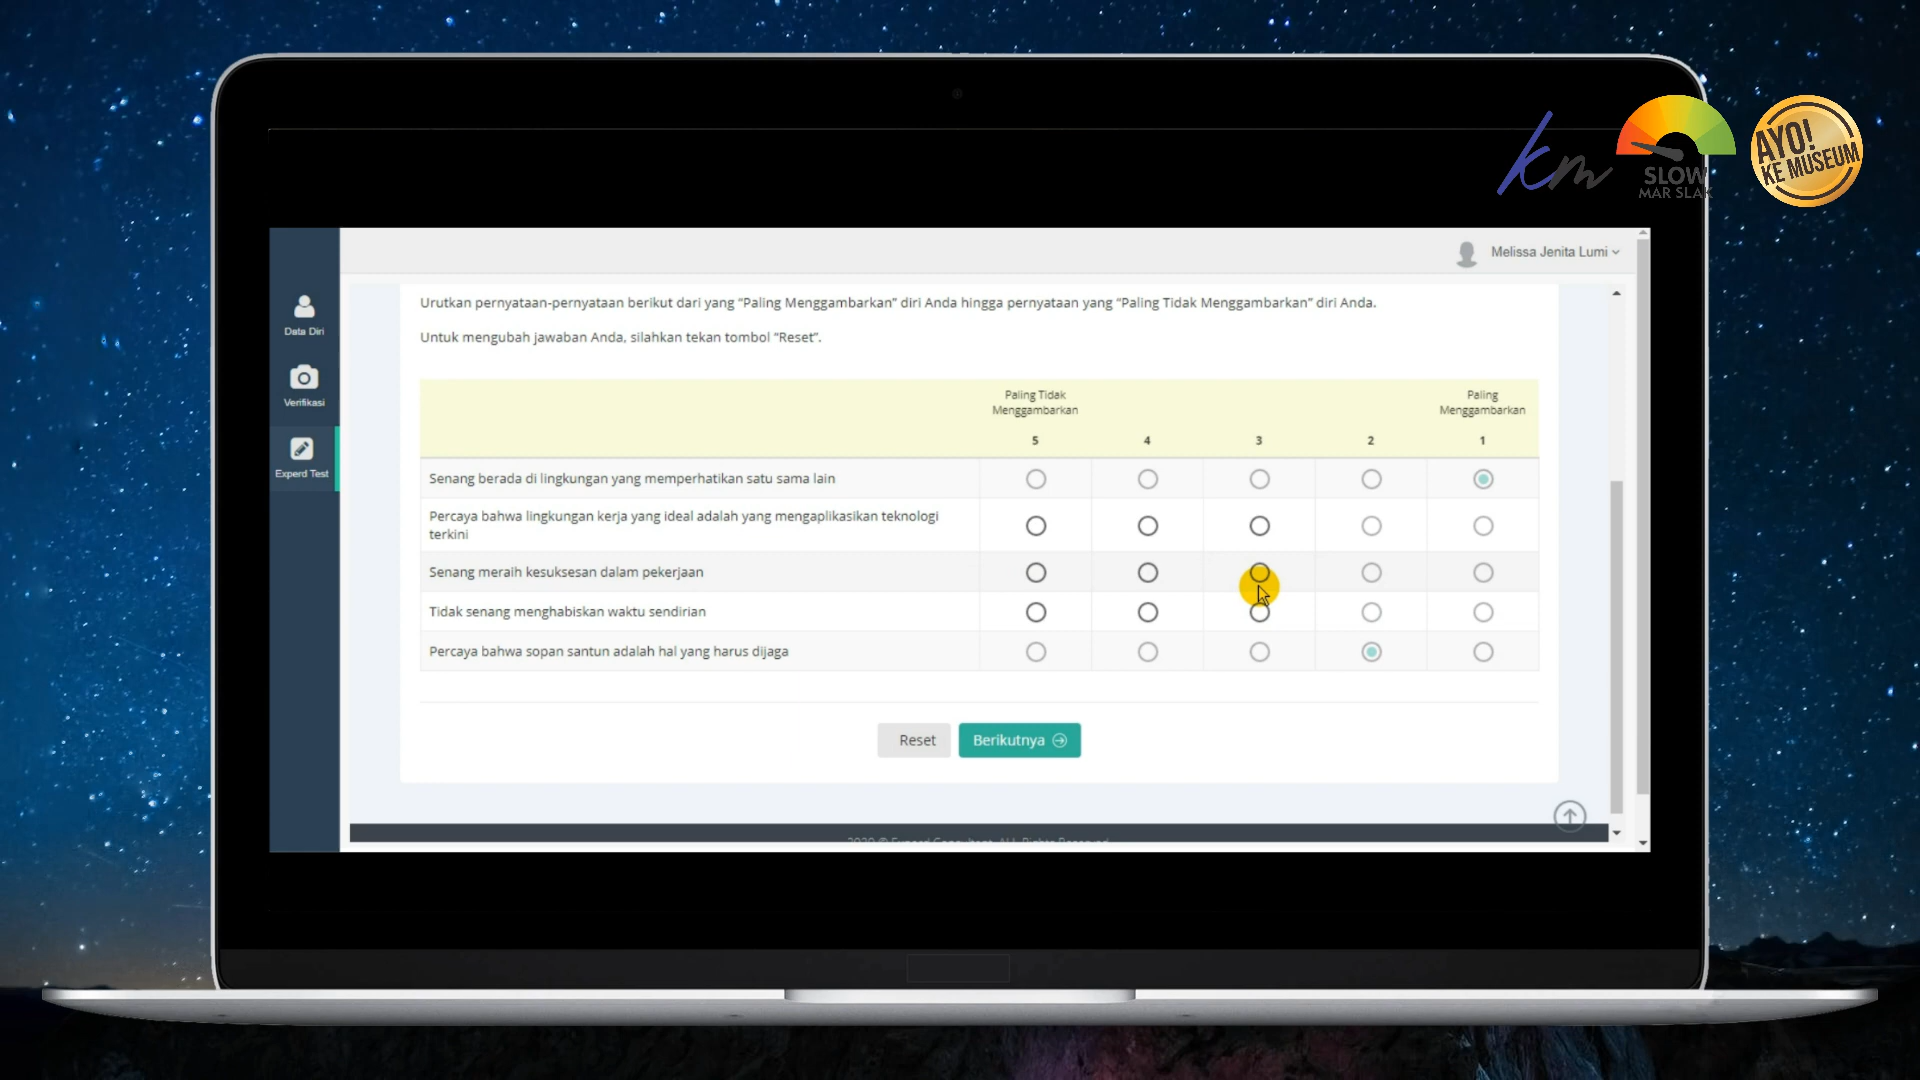 km
SLOW
MAR SLAK
AYO!
KE MUSEUM
Melissa Jenita Lumi
Data Diri
Verifikasi
Experd Test
Urutkan pernyataan-pernyataan berikut dari yang “Paling Menggambarkan” diri Anda hingga pernyataan yang “Paling Tidak Menggambarkan” diri Anda.
Untuk mengubah jawaban Anda, silahkan tekan tombol “Reset”.
Paling Tidak
Menggambarkan
Paling
Menggambarkan
5 4 3 2 1
Senang berada di lingkungan yang memperhatikan satu sama lain
Percaya bahwa lingkungan kerja yang ideal adalah yang mengaplikasikan teknologi
terkini
Senang meraih kesuksesan dalam pekerjaan
Tidak senang menghabiskan waktu sendirian
Percaya bahwa sopan santun adalah hal yang harus dijaga
Reset
Berikutnya